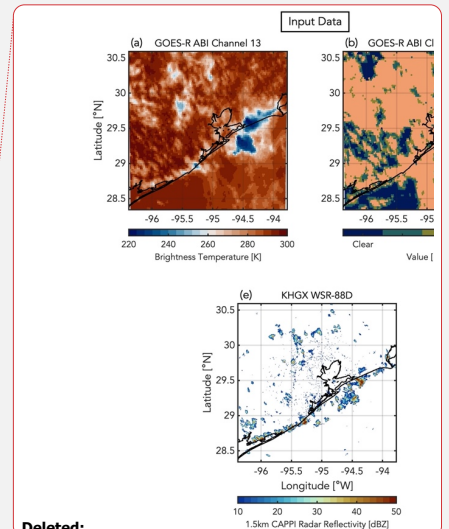 Input Data
(a) GOES-R ABI Channel 13
(b) GOES-R ABI Cl
30.5
30
29.5
29
28.5
Latitude [°N]
-96 -95.5 -95 -94.5 -94
-96 -95.5 -95
220 240 260 280 300
Brightness Temperature [K]
Clear
Value [
(e) KHGX WSR-88D
30.5
30
29.5
29
28.5
Latitude [°N]
-96 -95.5 -95 -94.5 -94
Longitude [°W]
10 20 30 40 50
1.5km CAPPI Radar Reflectivity [dBZ]
Deleted: